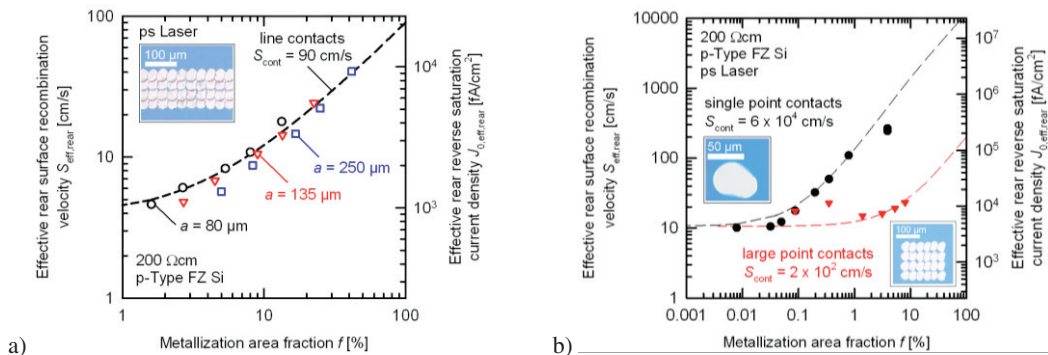 Effective rear surface recombination
velocity S_eff,rear [cm/s]
100
10
1
ps Laser
100 µm
line contacts
S_cont = 90 cm/s
a = 250 µm
a = 135 µm
a = 80 µm
200 Ωcm
p-Type FZ Si
1 10 100
Metallization area fraction f [%]
10^4
10^3
Effective rear reverse saturation
current density J_0,eff,rear [fA/cm²]
a)
Effective rear surface recombination
velocity S_eff,rear [cm/s]
10000
1000
100
10
1
200 Ωcm
p-Type FZ Si
ps Laser
single point contacts
S_cont = 6 x 10^4 cm/s
50 µm
large point contacts
S_cont = 2 x 10^2 cm/s
100 µm
0.001 0.01 0.1 1 10 100
Metallization area fraction f [%]
10^7
10^6
10^5
10^4
10^3
Effective rear reverse saturation
current density J_0,eff,rear [fA/cm²]
b)